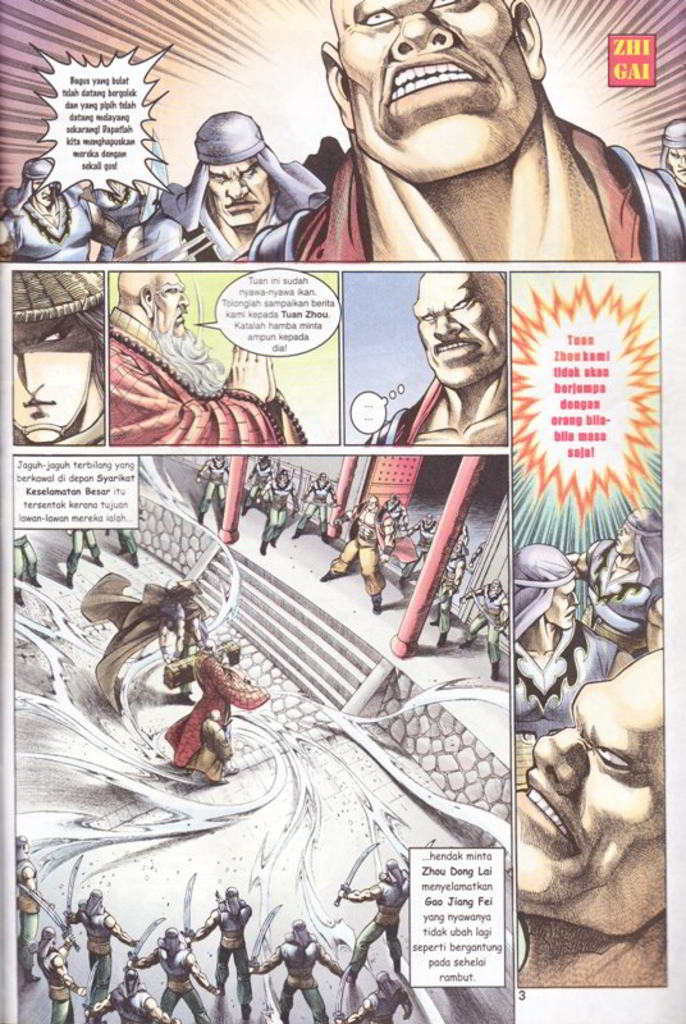 ZHI
GAI
Bagus yang bulat
telah datang bergolek
dan yang pipih telah
datang melayang
sekarang! Dapatlah
kita menghapuskan
mereka dengan
sekali gus!
Tuan ini sudah
nyawa-nyawa ikan.
Tolonglah sampaikan berita
kami kepada Tuan Zhou.
Katalah hamba minta
ampun kepada
dia!
...
...
Tuan
Zhou kami
tidak akan
berjumpa
dengan
orang bila-
bila masa
saja!
Jaguh-jaguh terbilang yang
berkawal di depan Syarikat
Keselamatan Besar itu
tersentak kerana tujuan
lawan-lawan mereka ialah...
...hendak minta
Zhou Dong Lai
menyelamatkan
Gao Jiang Fei
yang nyawanya
tidak ubah lagi
seperti bergantung
pada sehelai
rambut.
3